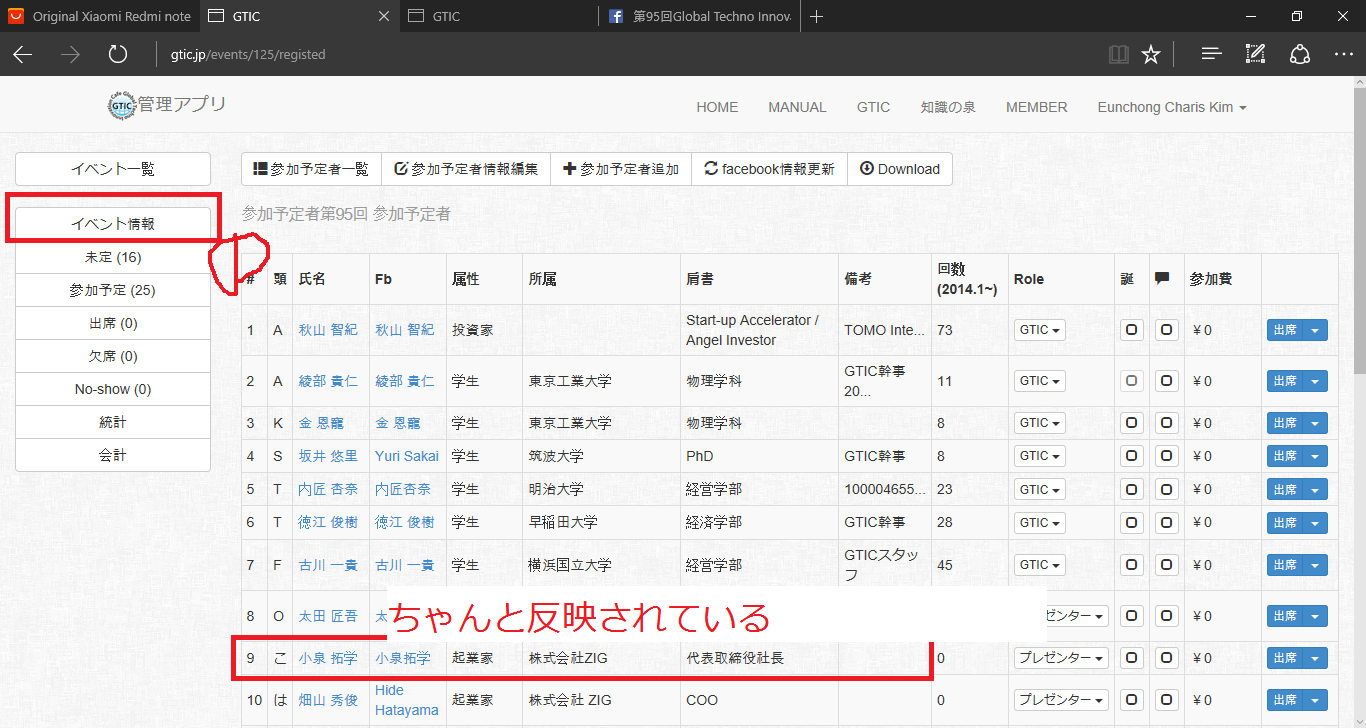 Original Xiaomi Redmi note
GTIC
GTIC
第95回Global Techno Innov
gtic.jp/events/125/registed
GTIC 管理アプリ
HOME MANUAL GTIC 知識の泉 MEMBER Eunchong Charis Kim
イベント一覧
イベント情報
未定 (16)
参加予定 (25)
出席 (0)
欠席 (0)
No-show (0)
統計
会計
参加予定者一覧 参加予定者情報編集 参加予定者追加 facebook情報更新 Download
参加予定者第95回 参加予定者
# 頭 氏名 Fb 属性 所属 肩書 備考 回数 (2014.1~) Role 誕 参加費
1 A 秋山 智紀 秋山 智紀 投資家 Start-up Accelerator / Angel Investor TOMO Inte... 73 GTIC ¥ 0 出席
2 A 綾部 貴仁 綾部 貴仁 学生 東京工業大学 物理学科 GTIC幹事 20... 11 GTIC ¥ 0 出席
3 K 金 恩寵 金 恩寵 学生 東京工業大学 物理学科 8 GTIC ¥ 0 出席
4 S 坂井 悠里 Yuri Sakai 学生 筑波大学 PhD GTIC幹事 8 GTIC ¥ 0 出席
5 T 内匠 杏奈 内匠杏奈 学生 明治大学 経営学部 100004655... 23 GTIC ¥ 0 出席
6 T 徳江 俊樹 徳江 俊樹 学生 早稲田大学 経済学部 GTIC幹事 28 GTIC ¥ 0 出席
7 F 古川 一貴 古川 一貴 学生 横浜国立大学 経営学部 GTICスタッフ 45 GTIC ¥ 0 出席
8 O 太田 匠吾 太 ゼンター ¥ 0 出席
ちゃんと反映されている
9 こ 小泉 拓学 小泉拓学 起業家 株式会社ZIG 代表取締役社長 0 プレゼンター ¥ 0 出席
10 は 畑山 秀俊 Hide Hatayama 起業家 株式会社 ZIG COO 0 プレゼンター ¥ 0 出席